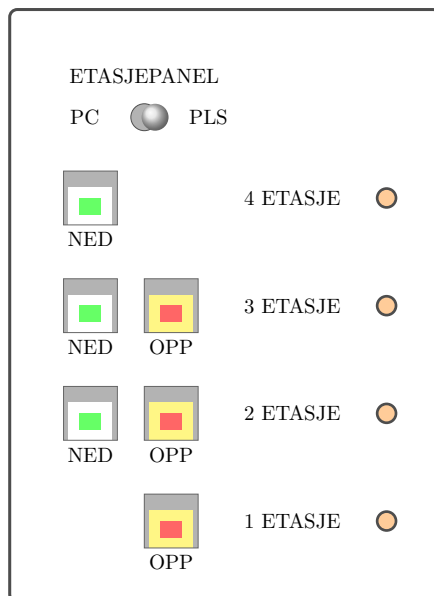 ETASJEPANEL
PC PLS
4 ETASJE
NED
3 ETASJE
NED OPP
2 ETASJE
NED OPP
1 ETASJE
OPP